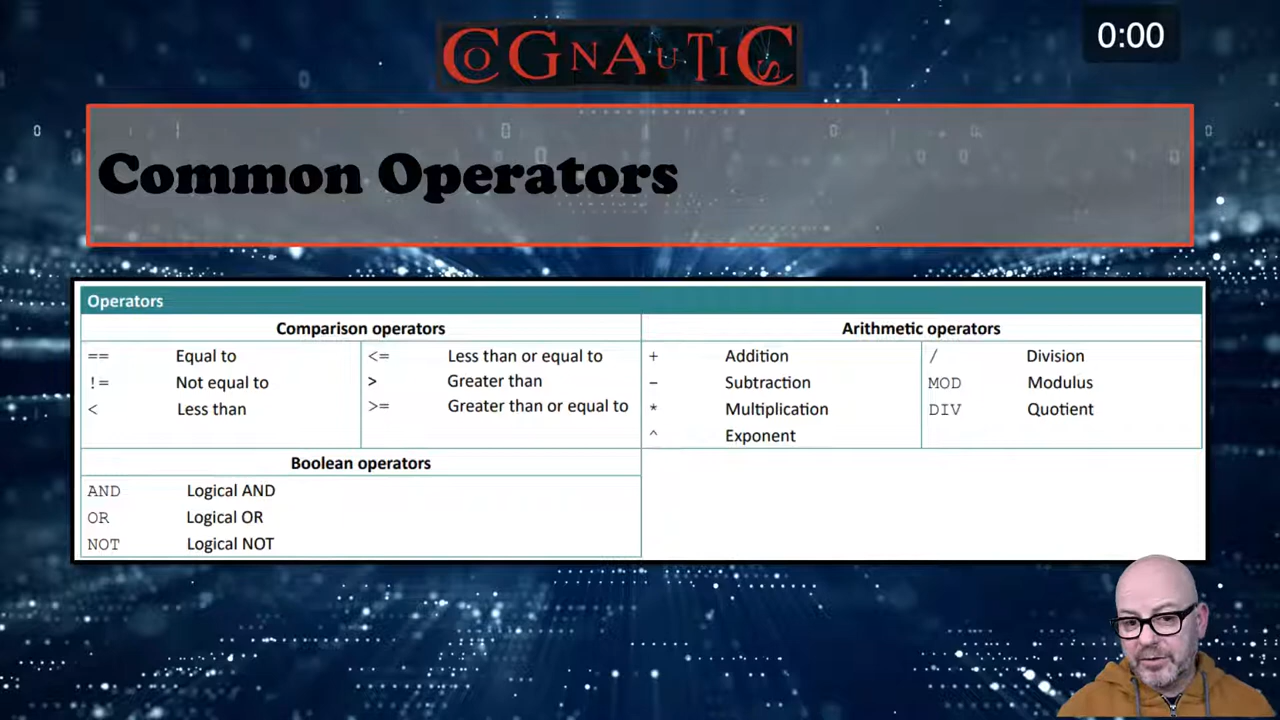 COGNAUTICS
0:00
Common Operators
Operators
Comparison operators
Arithmetic operators
== Equal to <= Less than or equal to + Addition / Division
!= Not equal to > Greater than - Subtraction MOD Modulus
< Less than >= Greater than or equal to * Multiplication DIV Quotient
^ Exponent
Boolean operators
AND Logical AND
OR Logical OR
NOT Logical NOT